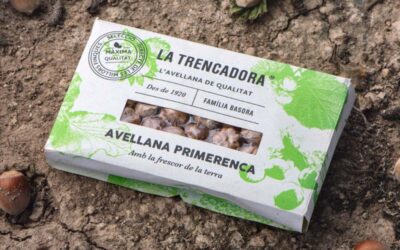 LA TRENCADORA®
L'AVELLANA DE QUALITAT
Des de 1920
FAMÍLIA BASORA
MÀXIMA
QUALITAT
AVELLANA PRIMERENCA
Amb la frescor de la terra